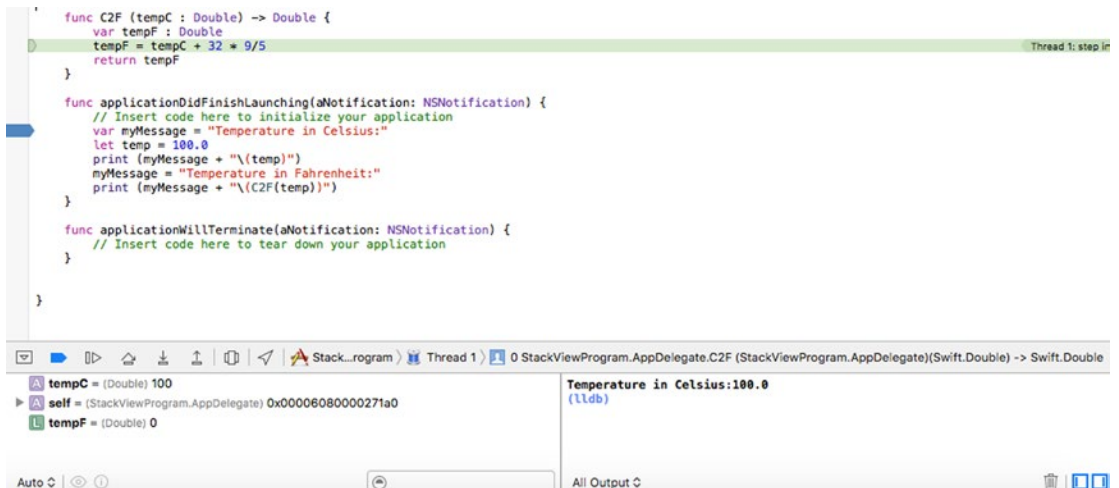 func C2F (tempC : Double) -> Double {
var tempF : Double
tempF = tempC + 32 * 9/5
Thread 1: step in
return tempF
}
func applicationDidFinishLaunching(aNotification: NSNotification) {
// Insert code here to initialize your application
var myMessage = "Temperature in Celsius:"
let temp = 100.0
print (myMessage + "\(temp)")
myMessage = "Temperature in Fahrenheit:"
print (myMessage + "\(C2F(temp))")
}
func applicationWillTerminate(aNotification: NSNotification) {
// Insert code here to tear down your application
}
}
Stack...rogram 〉 Thread 1 〉 0 StackViewProgram.AppDelegate.C2F (StackViewProgram.AppDelegate)(Swift.Double) -> Swift.Double
A tempC = (Double) 100
A self = (StackViewProgram.AppDelegate) 0x00006080000271a0
L tempF = (Double) 0
Temperature in Celsius:100.0
(lldb)
Auto
All Output